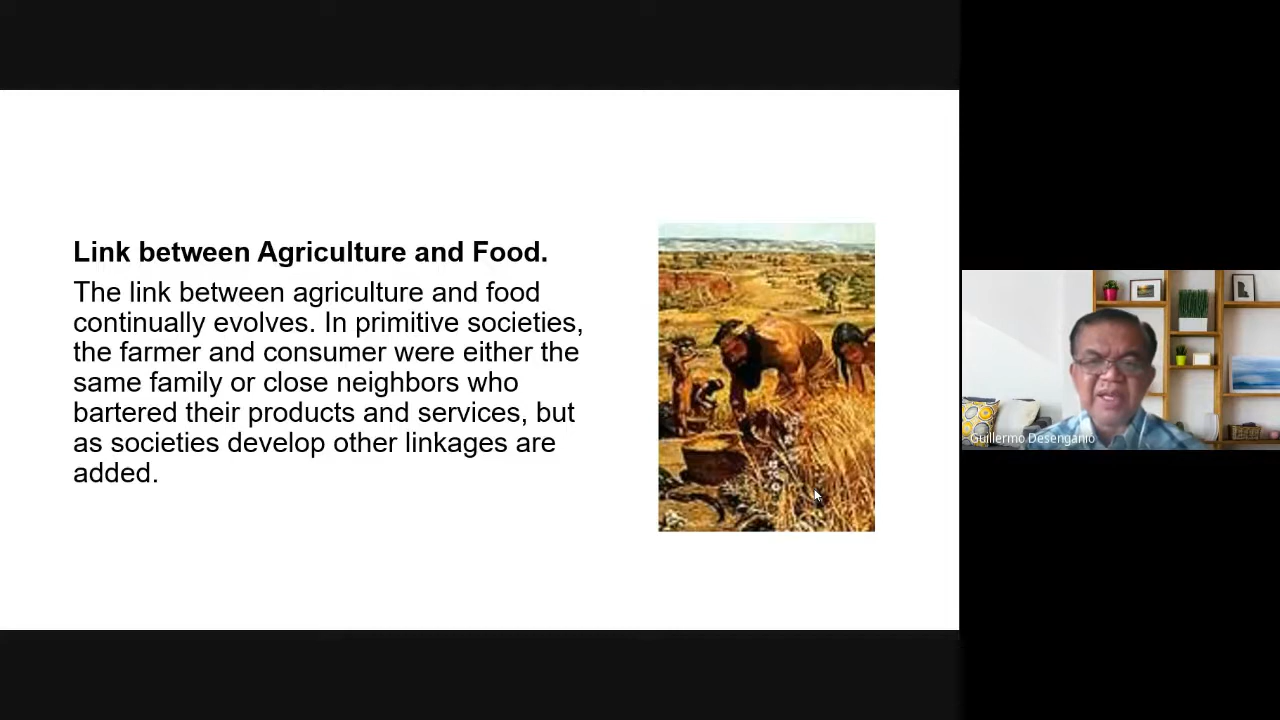 Link between Agriculture and Food.
The link between agriculture and food
continually evolves. In primitive societies,
the farmer and consumer were either the
same family or close neighbors who
bartered their products and services, but
as societies develop other linkages are
added.
Guillermo Desenganio